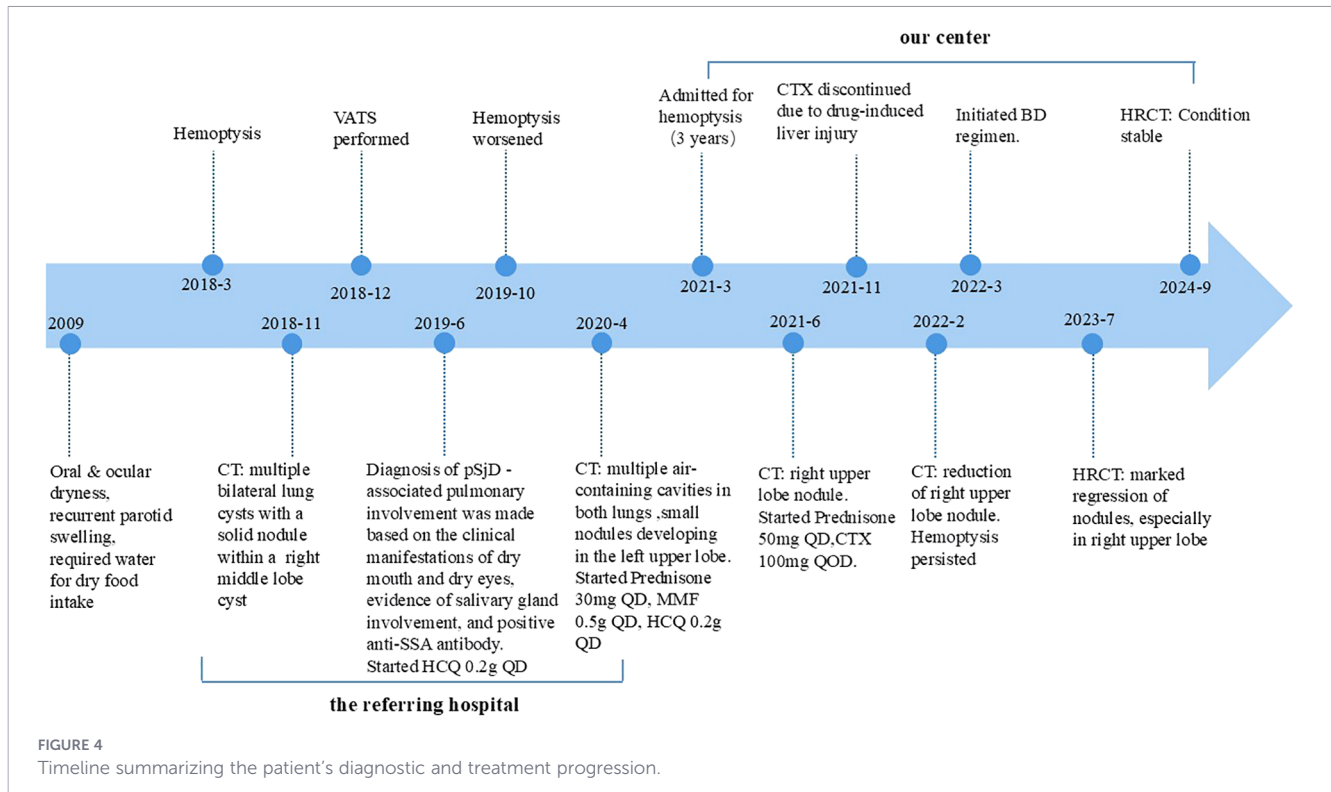 our center
Hemoptysis
VATS
performed
Hemoptysis
worsened
Admitted for
hemoptysis
(3 years)
CTX discontinued
due to drug-induced
liver injury
Initiated BD
regimen.
HRCT: Condition
stable
2018-3
2018-12
2019-10
2021-3
2021-11
2022-3
2024-9
2009
2018-11
2019-6
2020-4
2021-6
2022-2
2023-7
Oral & ocular
dryness,
recurrent parotid
swelling,
required water
for dry food
intake
CT: multiple
bilateral lung
cysts with a
solid nodule
within a right
middle lobe
cyst
Diagnosis of pSjD -
associated pulmonary
involvement was made
based on the clinical
manifestations of dry
mouth and dry eyes,
evidence of salivary gland
involvement, and positive
anti-SSA antibody.
Started HCQ 0.2g QD
CT: multiple air-
containing cavities in
both lungs ,small
nodules developing
in the left upper lobe.
Started Prednisone
30mg QD, MMF
0.5g QD, HCQ 0.2g
QD
CT: right upper
lobe nodule.
Started Prednisone
50mg QD,CTX
100mg QOD.
CT: reduction
of right upper
lobe nodule.
Hemoptysis
persisted
HRCT: marked
regression of
nodules, especially
in right upper lobe
the referring hospital
FIGURE 4
Timeline summarizing the patient's diagnostic and treatment progression.